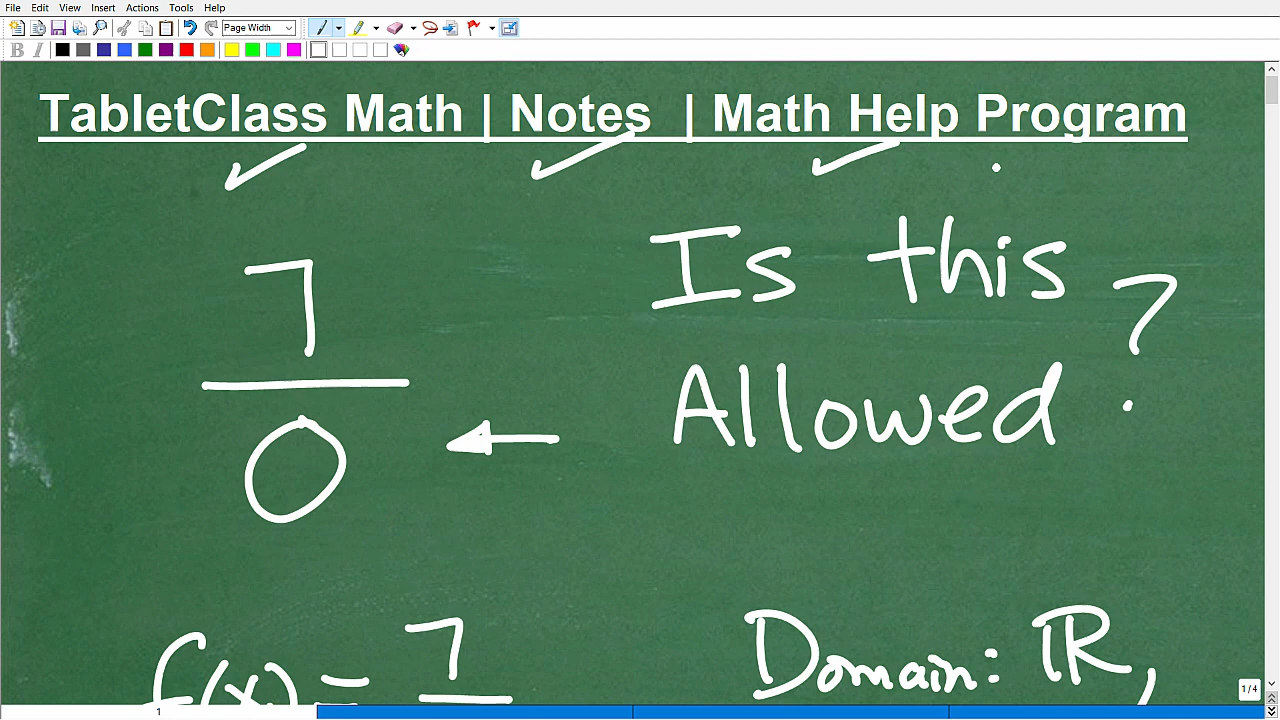 File Edit View Insert Actions Tools Help
Page Width
B I
TabletClass Math | Notes | Math Help Program
7
0
Is this
Allowed ?
f(x) = 7
Domain: ℝ,
1/4
1